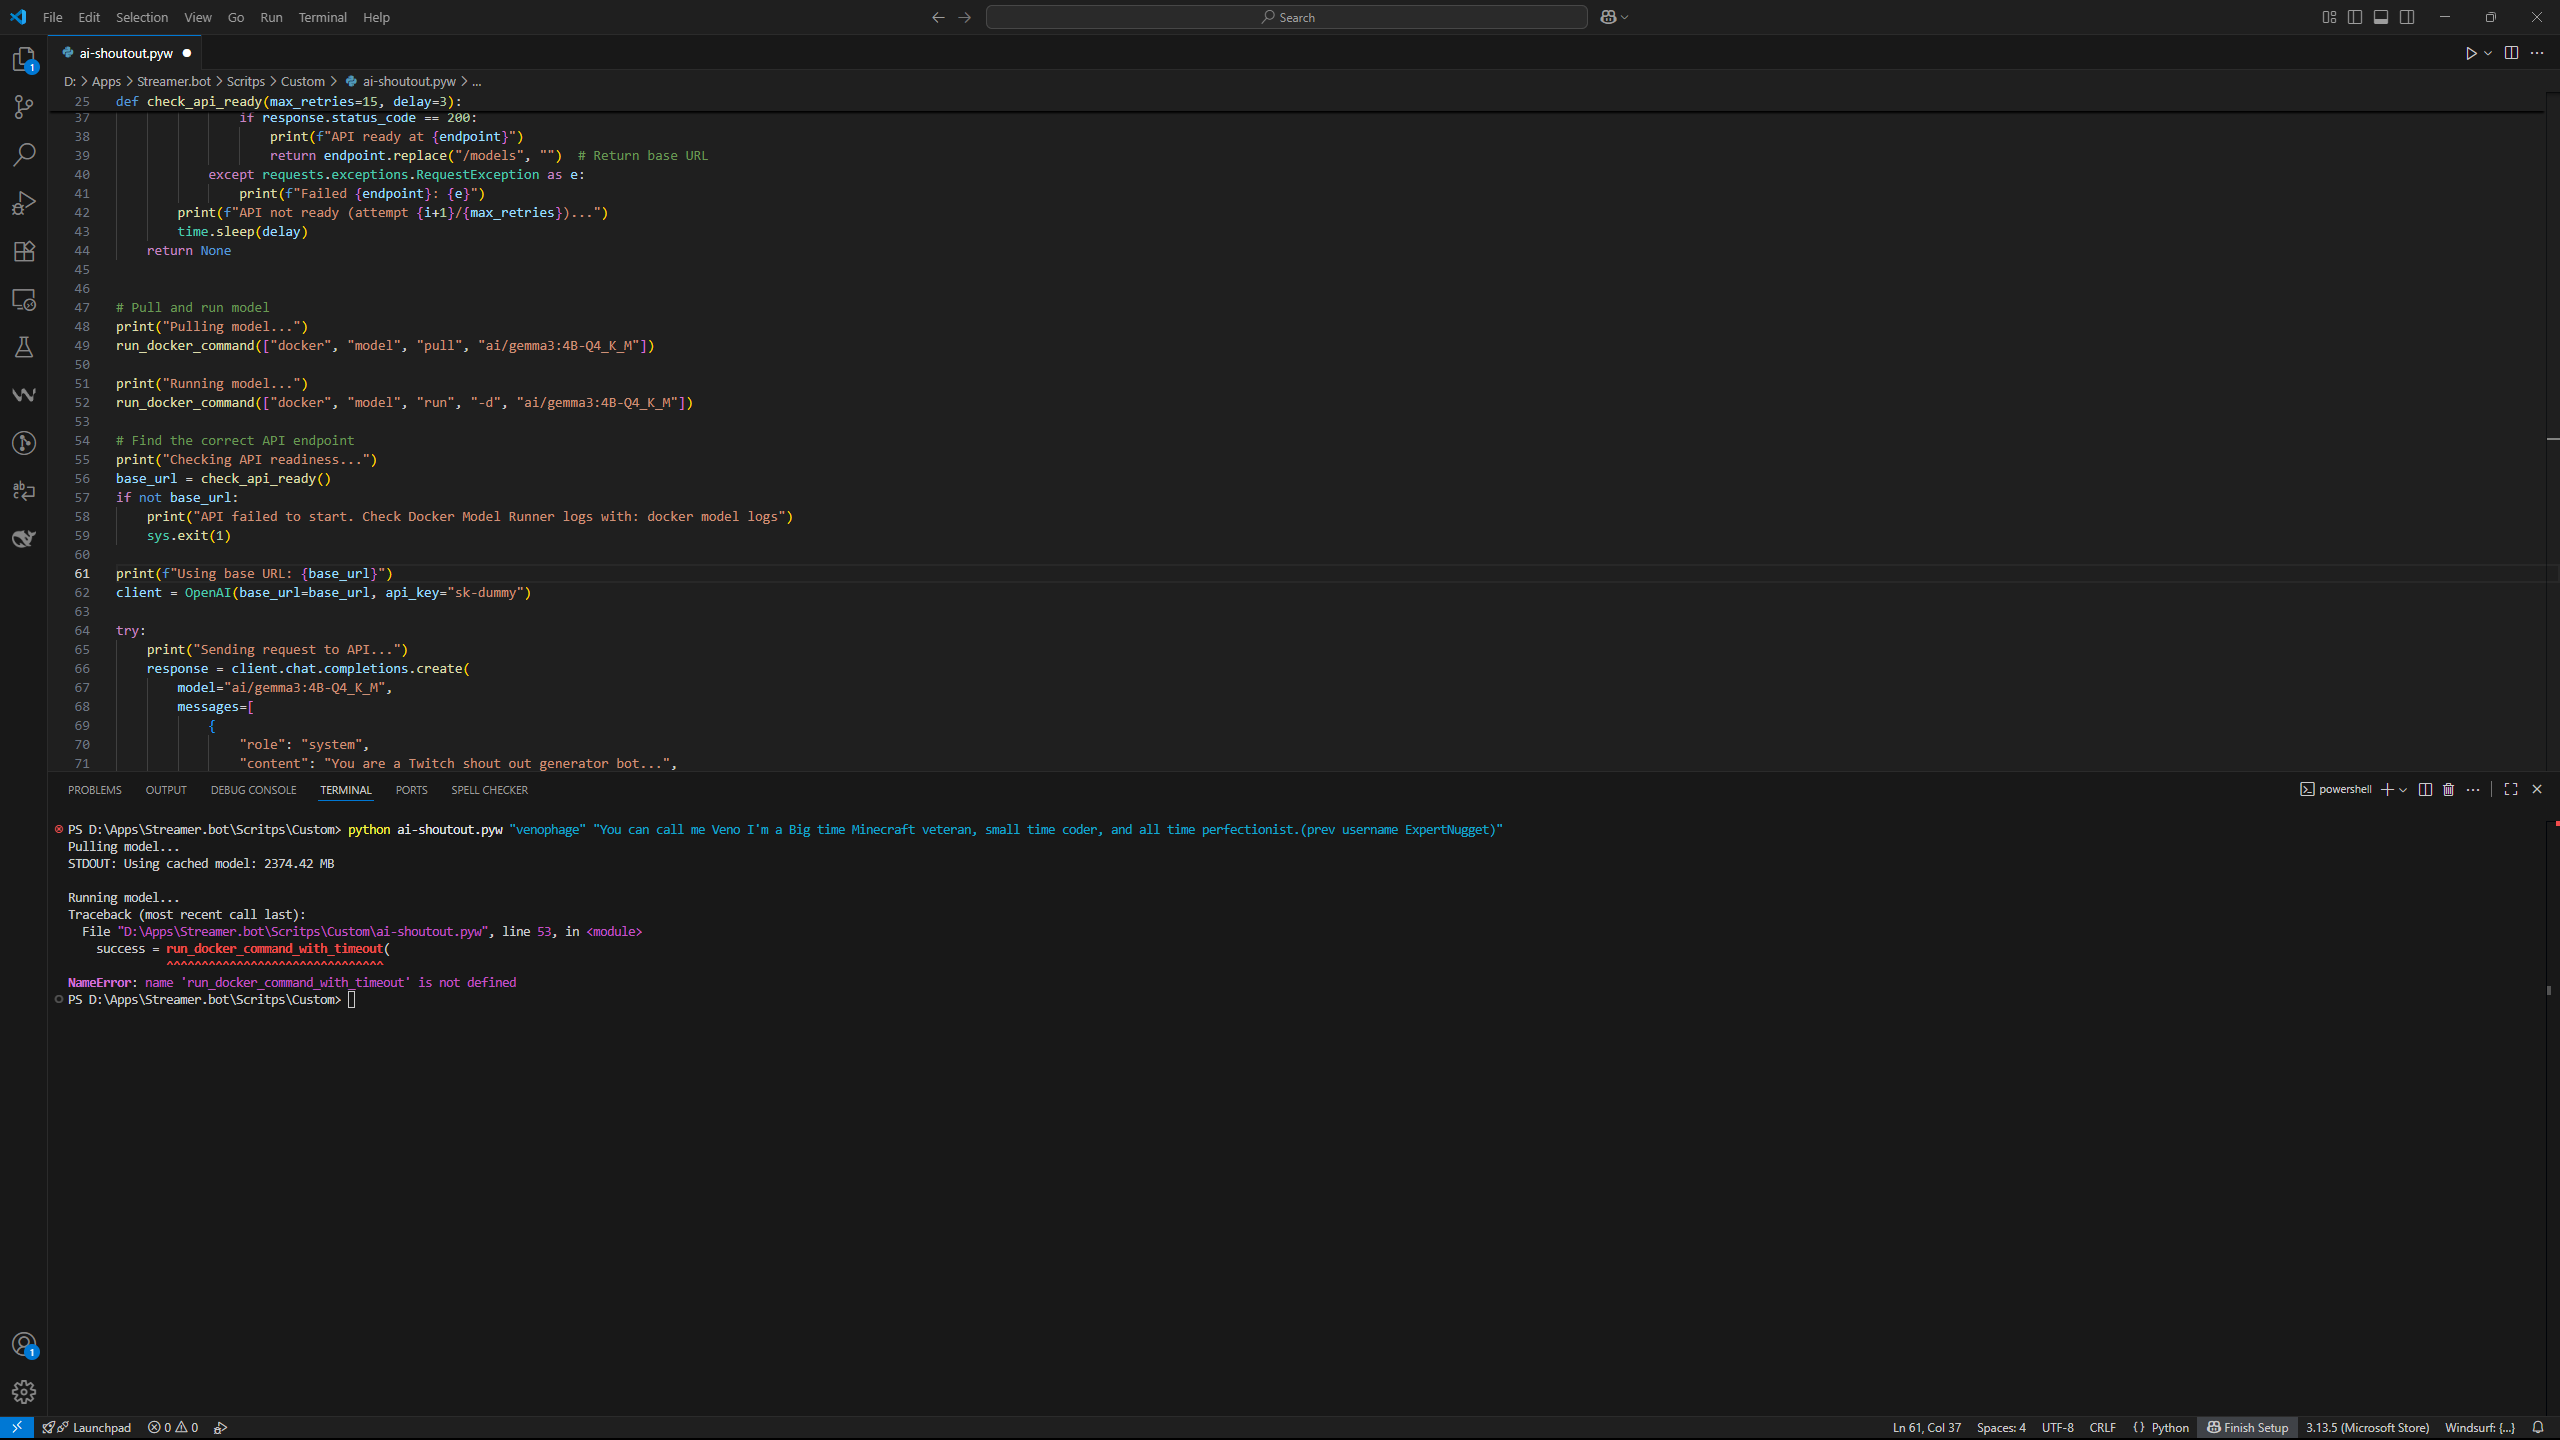 File Edit Selection View Go Run Terminal Help
Search
ai-shoutout.pyw
D: > Apps > Streamer.bot > Scritps > Custom > ai-shoutout.pyw > ...
25 def check_api_ready(max_retries=15, delay=3):
37 if response.status_code == 200:
38 print(f"API ready at {endpoint}")
39 return endpoint.replace("/models", "")  # Return base URL
40 except requests.exceptions.RequestException as e:
41 print(f"Failed {endpoint}: {e}")
42 print(f"API not ready (attempt {i+1}/{max_retries})...")
43 time.sleep(delay)
44 return None
45
46
47 # Pull and run model
48 print("Pulling model...")
49 run_docker_command(["docker", "model", "pull", "ai/gemma3:4B-Q4_K_M"])
50
51 print("Running model...")
52 run_docker_command(["docker", "model", "run", "-d", "ai/gemma3:4B-Q4_K_M"])
53
54 # Find the correct API endpoint
55 print("Checking API readiness...")
56 base_url = check_api_ready()
57 if not base_url:
58 print("API failed to start. Check Docker Model Runner logs with: docker model logs")
59 sys.exit(1)
60
61 print(f"Using base URL: {base_url}")
62 client = OpenAI(base_url=base_url, api_key="sk-dummy")
63
64 try:
65 print("Sending request to API...")
66 response = client.chat.completions.create(
67 model="ai/gemma3:4B-Q4_K_M",
68 messages=[
69 {
70 "role": "system",
71 "content": "You are a Twitch shout out generator bot...",
PROBLEMS OUTPUT DEBUG CONSOLE TERMINAL PORTS SPELL CHECKER powershell
PS D:\Apps\Streamer.bot\Scritps\Custom> python ai-shoutout.pyw "venophage" "You can call me Veno I'm a Big time Minecraft veteran, small time coder, and all time perfectionist.(prev username ExpertNugget)"
Pulling model...
STDOUT: Using cached model: 2374.42 MB
Running model...
Traceback (most recent call last):
File "D:\Apps\Streamer.bot\Scritps\Custom\ai-shoutout.pyw", line 53, in <module>
success = run_docker_command_with_timeout(
^^^^^^^^^^^^^^^^^^^^^^^^^^^^^^^
NameError: name 'run_docker_command_with_timeout' is not defined
PS D:\Apps\Streamer.bot\Scritps\Custom>
Launchpad 0 0 Ln 61, Col 37 Spaces: 4 UTF-8 CRLF {} Python Finish Setup 3.13.5 (Microsoft Store) Windsurf: {...}